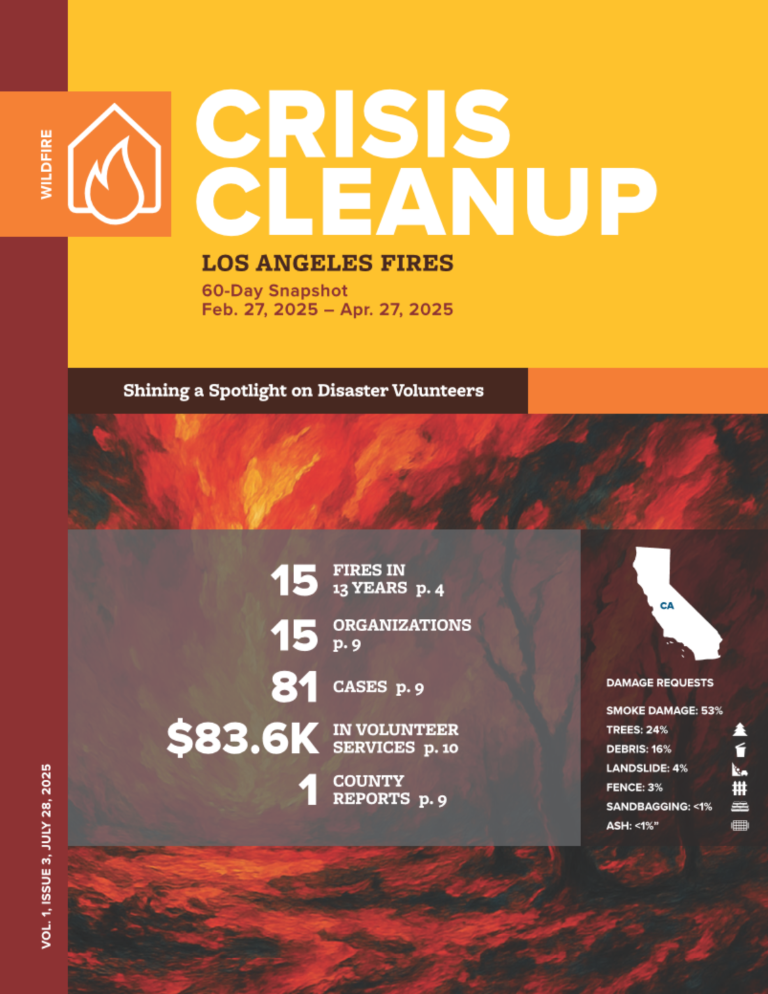 WILDFIRE
CRISIS
CLEANUP
LOS ANGELES FIRES
60-Day Snapshot
Feb. 27, 2025 – Apr. 27, 2025
Shining a Spotlight on Disaster Volunteers
15 FIRES IN
13 YEARS p. 4
15 ORGANIZATIONS
p. 9
81 CASES p. 9
$83.6K IN VOLUNTEER
SERVICES p. 10
1 COUNTY
REPORTS p. 9
CA
DAMAGE REQUESTS
SMOKE DAMAGE: 53%
TREES: 24%
DEBRIS: 16%
LANDSLIDE: 4%
FENCE: 3%
SANDBAGGING: <1%
ASH: <1%"
VOL. 1, ISSUE 3, JULY 28, 2025